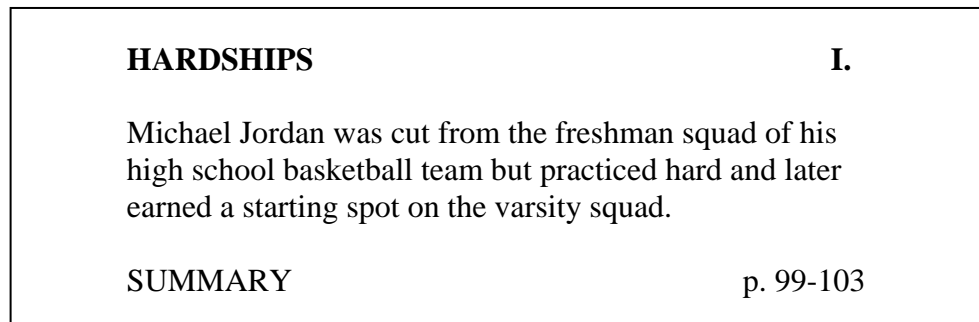 HARDSHIPS I.
Michael Jordan was cut from the freshman squad of his
high school basketball team but practiced hard and later
earned a starting spot on the varsity squad.
SUMMARY p. 99-103